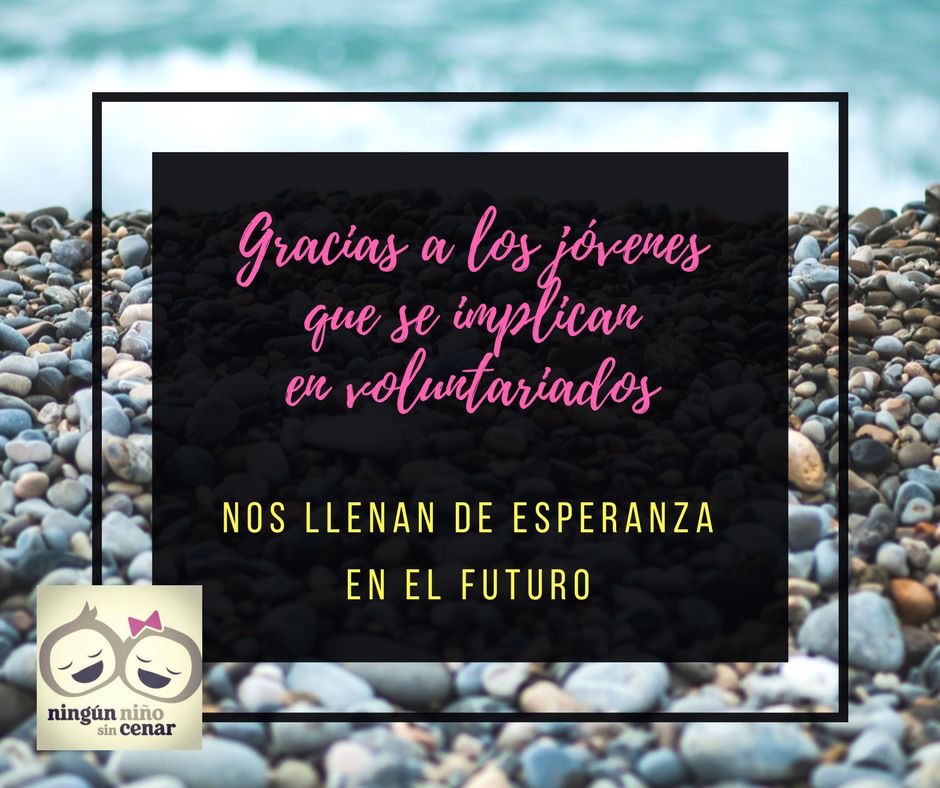 Gracias a los jóvenes
que se implican
en voluntariados
NOS LLENAN DE ESPERANZA
EN EL FUTURO
ningún niño
sin cenar